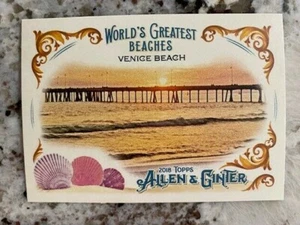 WORLD'S GREATEST
BEACHES
VENICE BEACH
2018 TOPPS
ALLEN & GINTER